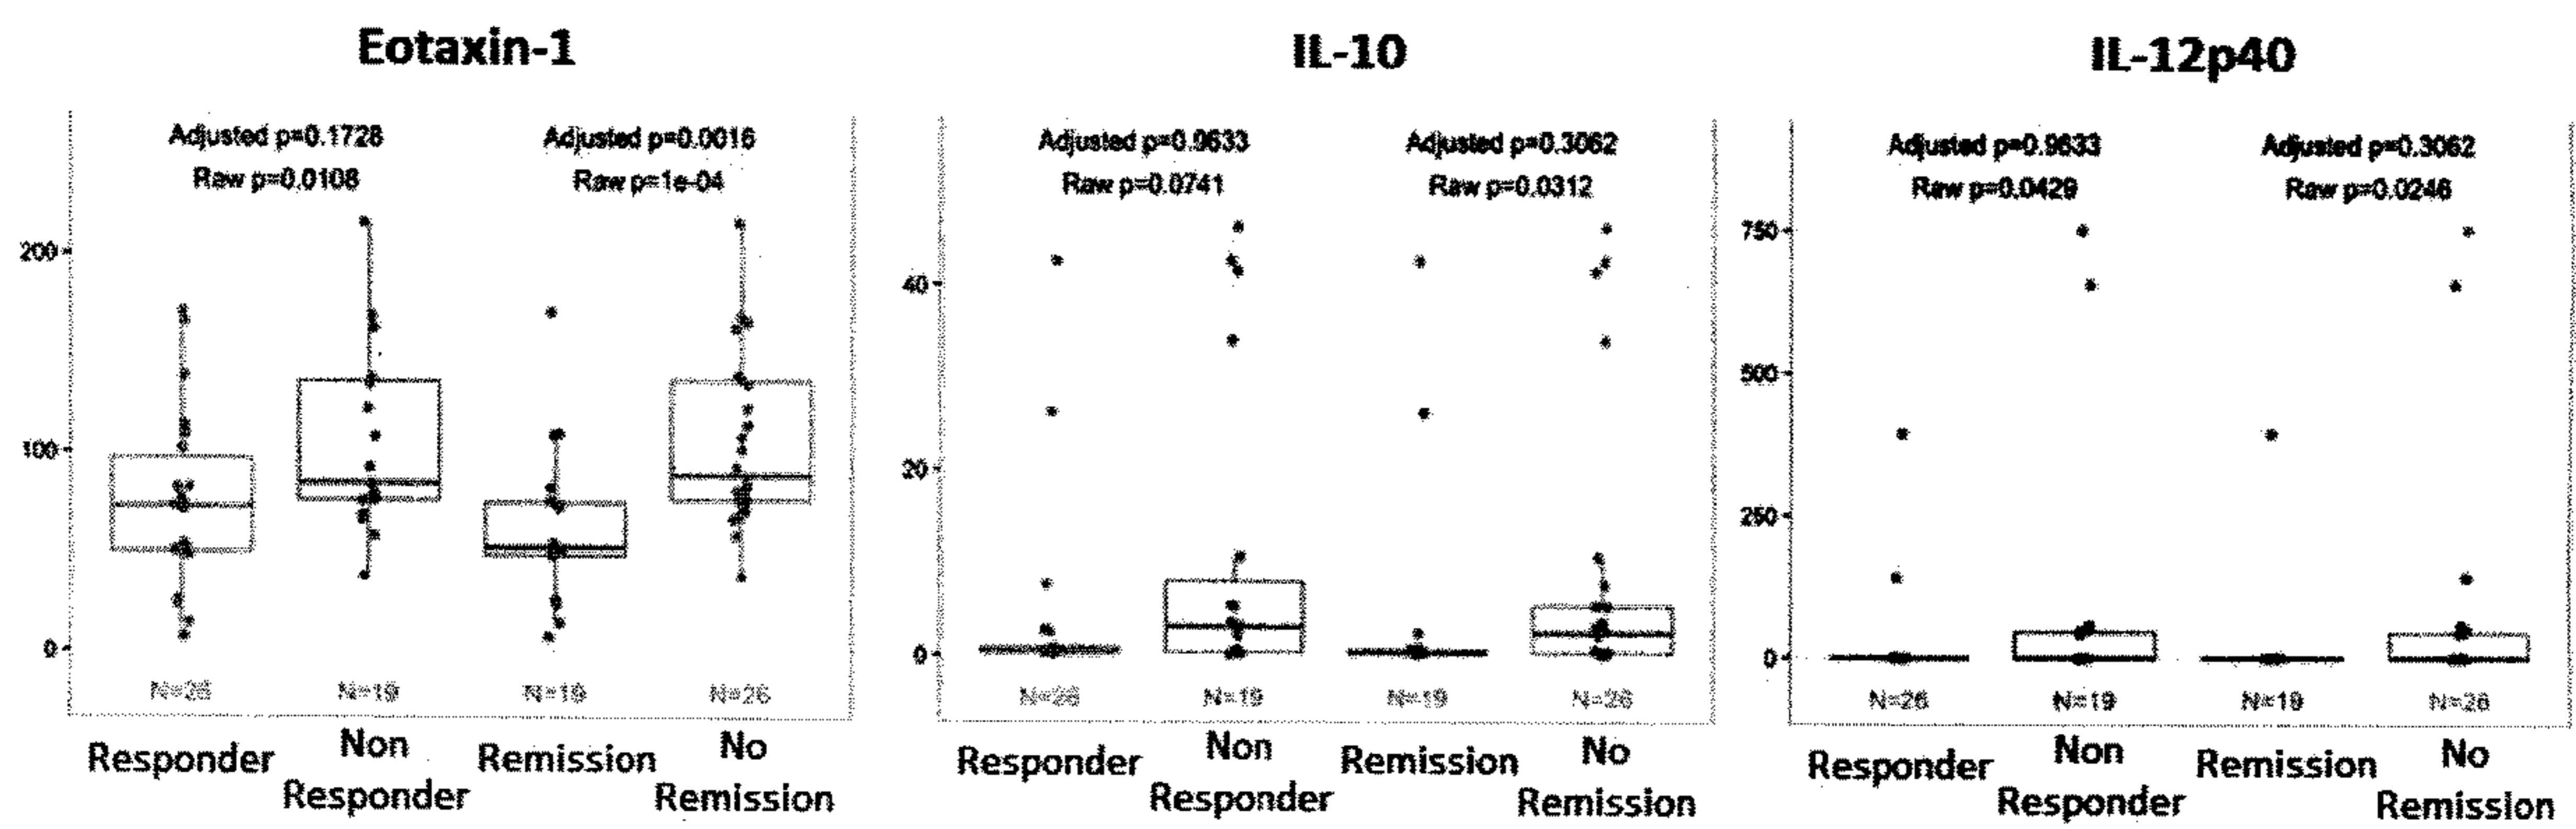 Eotaxin-1
Adjusted p=0.1728
Raw p=0.0108
Adjusted p=0.0016
Raw p=1e-04
200
100
0
N=26
N=19
N=19
N=26
Responder
Non
Responder
Remission
No
Remission
IL-10
Adjusted p=0.9633
Raw p=0.0741
Adjusted p=0.3062
Raw p=0.0312
40
20
0
N=26
N=19
N=19
N=26
Responder
Non
Responder
Remission
No
Remission
IL-12p40
Adjusted p=0.9633
Raw p=0.0429
Adjusted p=0.3062
Raw p=0.0246
750
500
250
0
N=26
N=19
N=19
N=26
Responder
Non
Responder
Remission
No
Remission